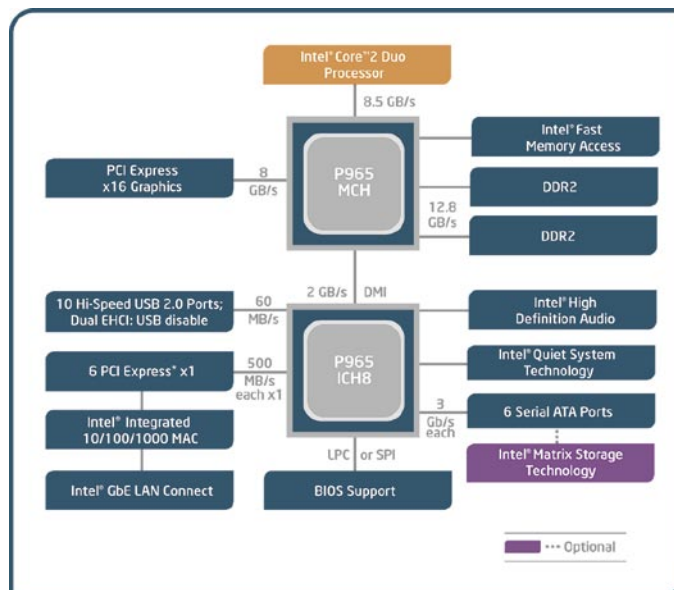 Intel® Core™2 Duo
Processor
8.5 GB/s
P965
MCH
PCI Express
x16 Graphics
8
GB/s
Intel® Fast
Memory Access
DDR2
12.8
GB/s
DDR2
2 GB/s
DMI
10 Hi-Speed USB 2.0 Ports;
Dual EHCI: USB disable
60
MB/s
P965
ICH8
Intel® High
Definition Audio
6 PCI Express® x1
500
MB/s
each x1
Intel® Quiet System
Technology
Intel® Integrated
10/100/1000 MAC
3
Gb/s
each
6 Serial ATA Ports
Intel® GbE LAN Connect
LPC or SPI
BIOS Support
Intel® Matrix Storage
Technology
Optional